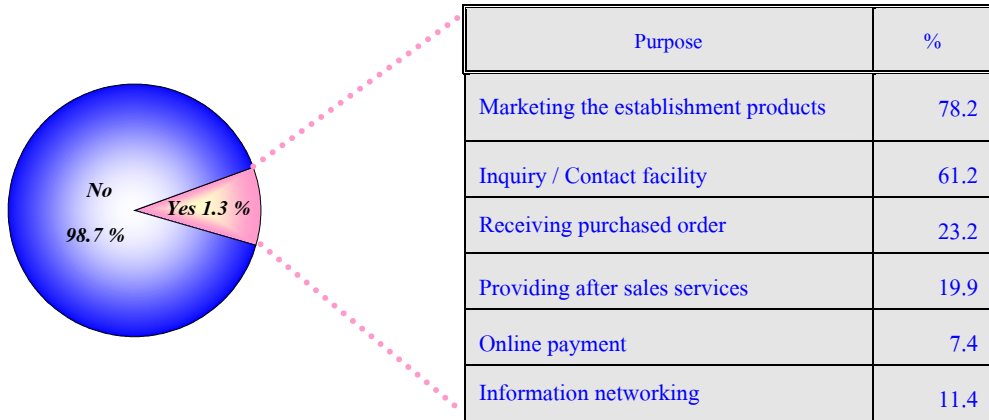 Purpose %
Marketing the establishment products 78.2
Inquiry / Contact facility 61.2
Receiving purchased order 23.2
Providing after sales services 19.9
Online payment 7.4
Information networking 11.4
No
98.7 %
Yes 1.3 %